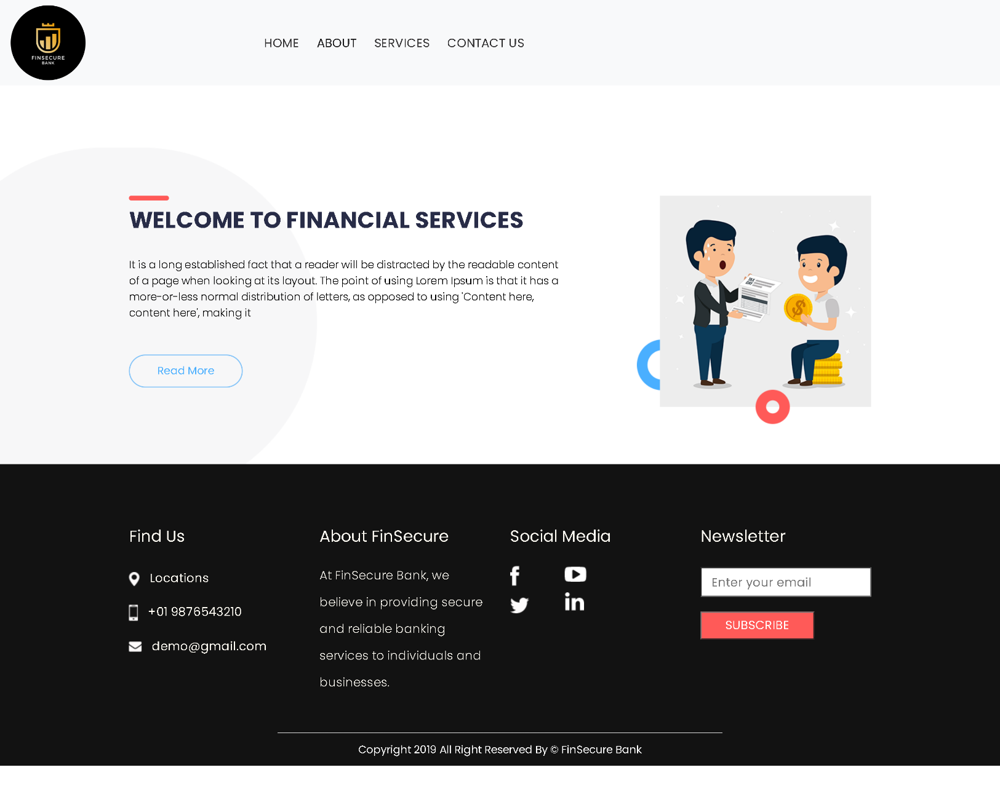 FINSECURE
BANK
HOME ABOUT SERVICES CONTACT US
WELCOME TO FINANCIAL SERVICES
It is a long established fact that a reader will be distracted by the readable content
of a page when looking at its layout. The point of using Lorem Ipsum is that it has a
more-or-less normal distribution of letters, as opposed to using 'Content here,
content here', making it
Read More
TAX
DAY
$
Find Us
Locations
+01 9876543210
demo@gmail.com
About FinSecure
At FinSecure Bank, we
believe in providing secure
and reliable banking
services to individuals and
businesses.
Social Media
Newsletter
Enter your email
SUBSCRIBE
Copyright 2019 All Right Reserved By © FinSecure Bank